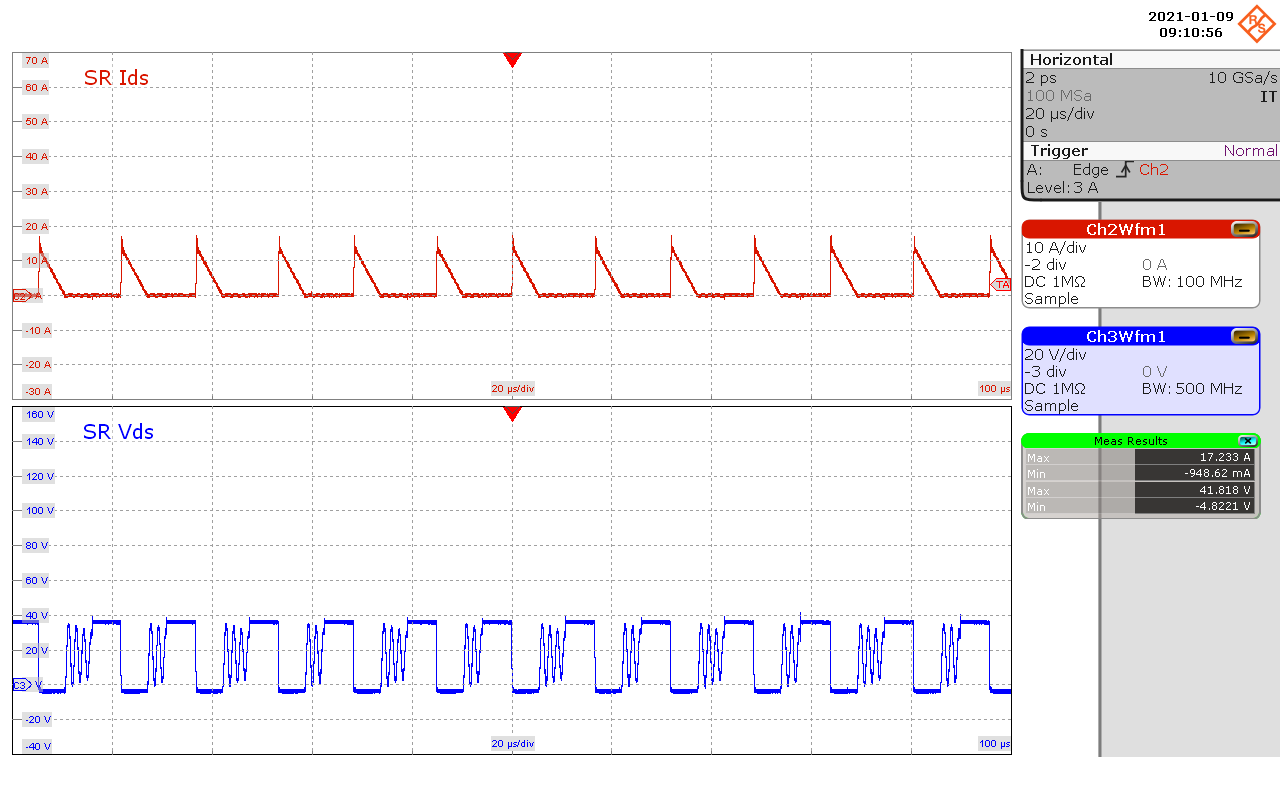 2021-01-09
09:10:56
R S
SR Ids
70 A
60 A
50 A
40 A
30 A
20 A
10 A
C2 A
-10 A
-20 A
-30 A
TA
20 µs/div
100 µs
SR Vds
160 V
140 V
120 V
100 V
80 V
60 V
40 V
20 V
C3 V
-20 V
-40 V
20 µs/div
100 µs
Horizontal
2 ps 10 GSa/s
100 MSa IT
20 µs/div
0 s
Trigger Normal
A: Edge Ch2
Level: 3 A
Ch2Wfm1
10 A/div
-2 div 0 A
DC 1MΩ BW: 100 MHz
Sample
Ch3Wfm1
20 V/div
-3 div 0 V
DC 1MΩ BW: 500 MHz
Sample
Meas Results
Max 17.233 A
Min -948.62 mA
Max 41.818 V
Min -4.8221 V